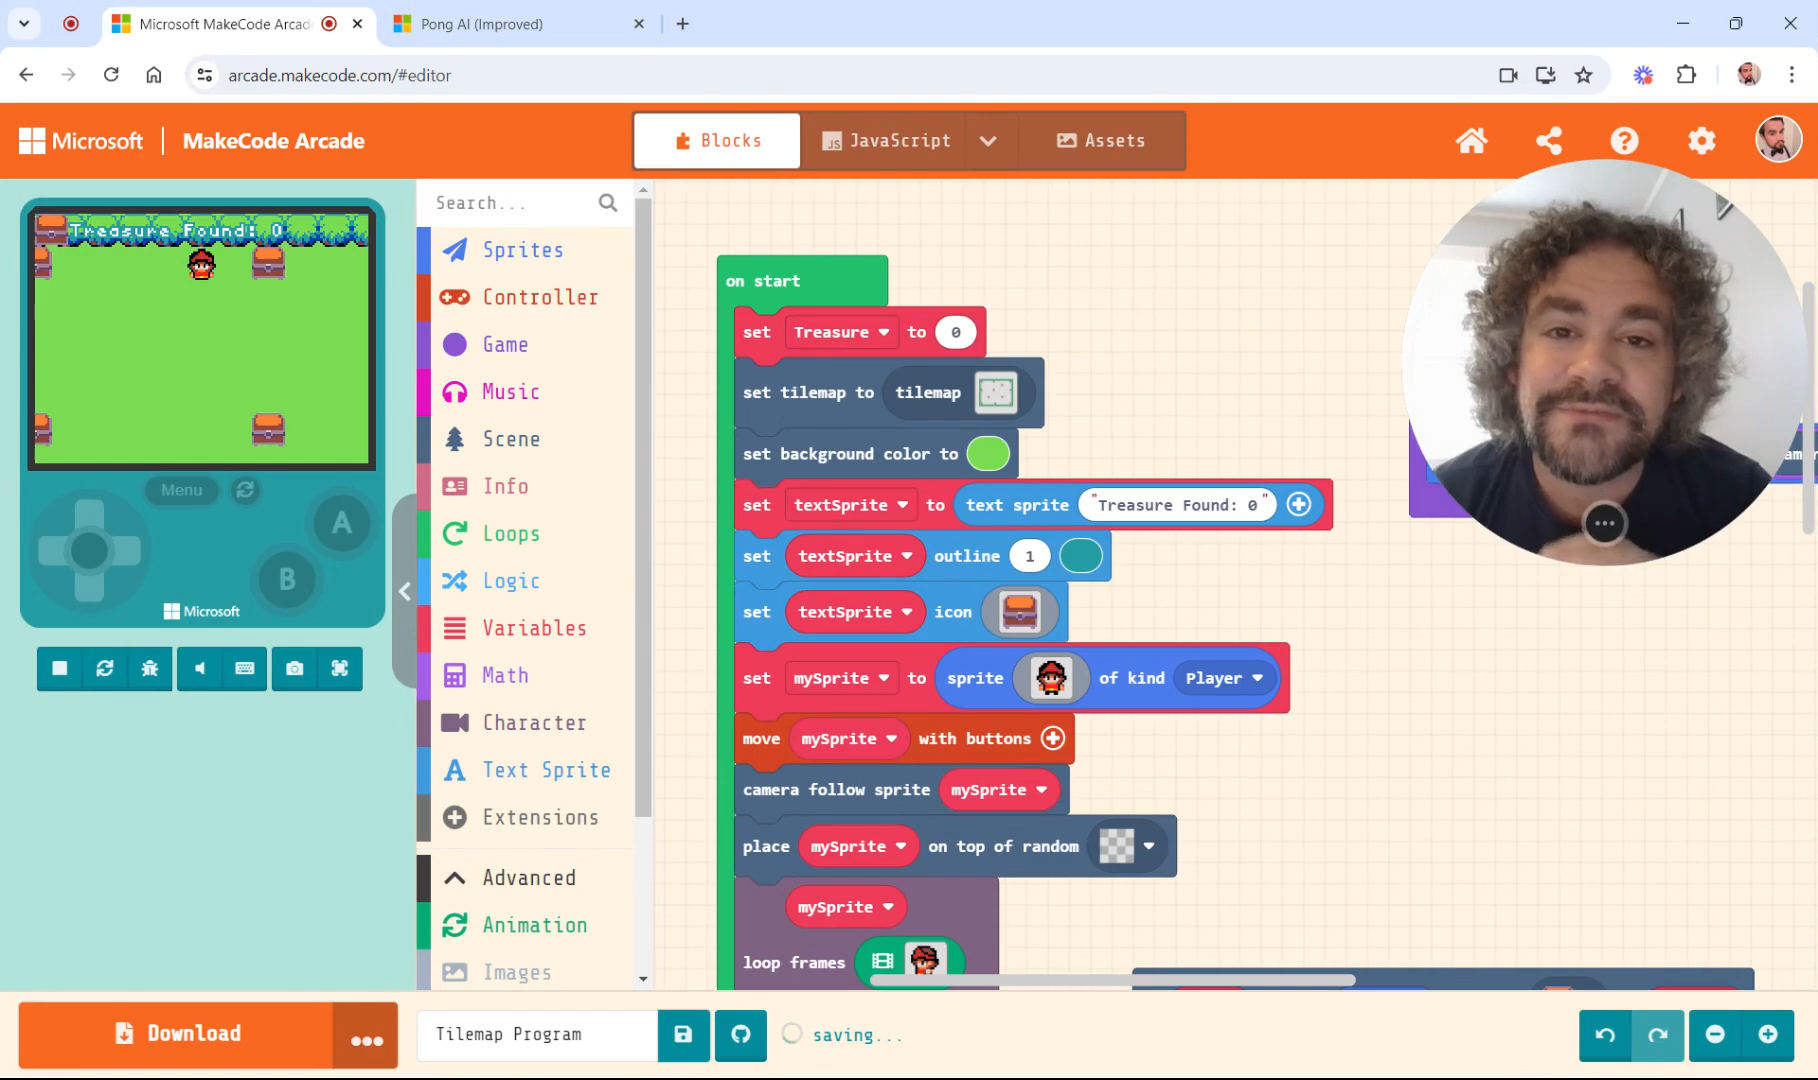 Microsoft MakeCode Arcade
Pong AI (Improved)
arcade.makecode.com/#editor
Microsoft
MakeCode Arcade
Blocks
JavaScript
Assets
Treasure Found: 0
Menu
A
B
Microsoft
Search...
Sprites
Controller
Game
Music
Scene
Info
Loops
Logic
Variables
Math
Character
Text Sprite
Extensions
Advanced
Animation
Images
on start
set Treasure to 0
set tilemap to tilemap
set background color to
set textSprite to text sprite "Treasure Found: 0"
set textSprite outline 1
set textSprite icon
set mySprite to sprite of kind Player
move mySprite with buttons
camera follow sprite mySprite
place mySprite on top of random
mySprite
loop frames
Download
Tilemap Program
saving...